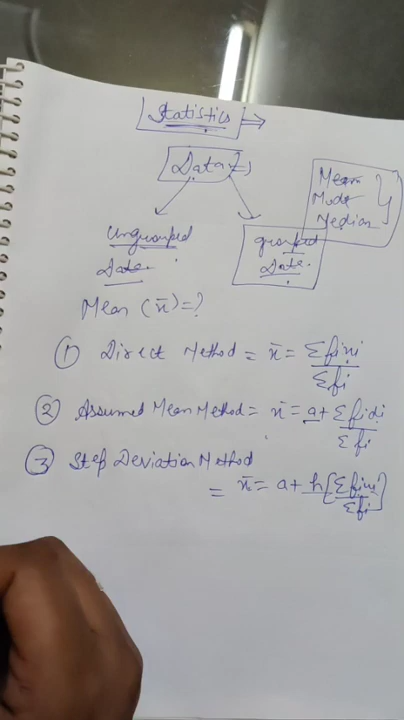 Statistics →
Data
Mean
Mode
Median
Ungrouped
Data
grouped
Data
Mean (x̄) = ?
① Direct Method = x̄ = Σfixi / Σfi
② Assumed Mean Method = x̄ = a + Σfidi / Σfi
③ Step Deviation Method
= x̄ = a + h [Σfiui / Σfi]